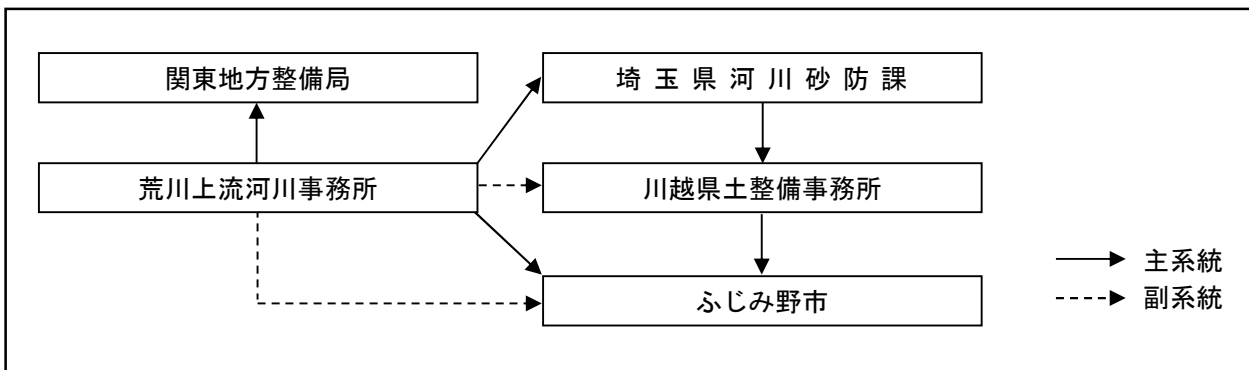 関東地方整備局
埼玉県河川砂防課
荒川上流河川事務所
川越県土整備事務所
ふじみ野市
主系統
副系統